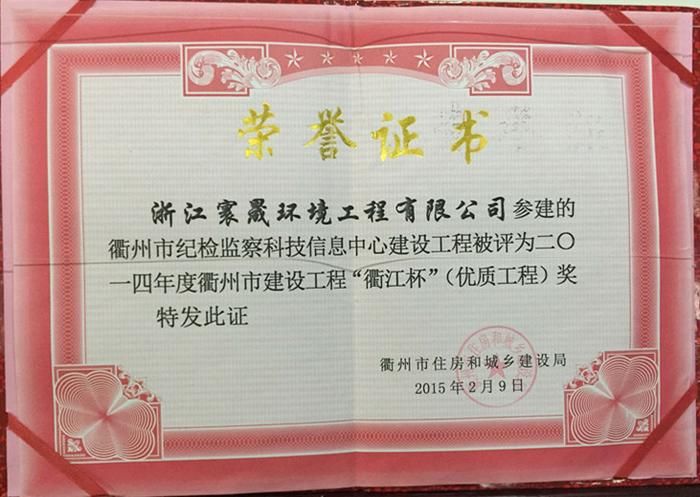 荣誉证书
浙江寰晟环境工程有限公司参建的
衢州市纪检监察科技信息中心建设工程被评为二〇
一四年度衢州市建设工程“衢江杯”（优质工程）奖
特发此证
衢州市住房和城乡建设局
2015年2月9日